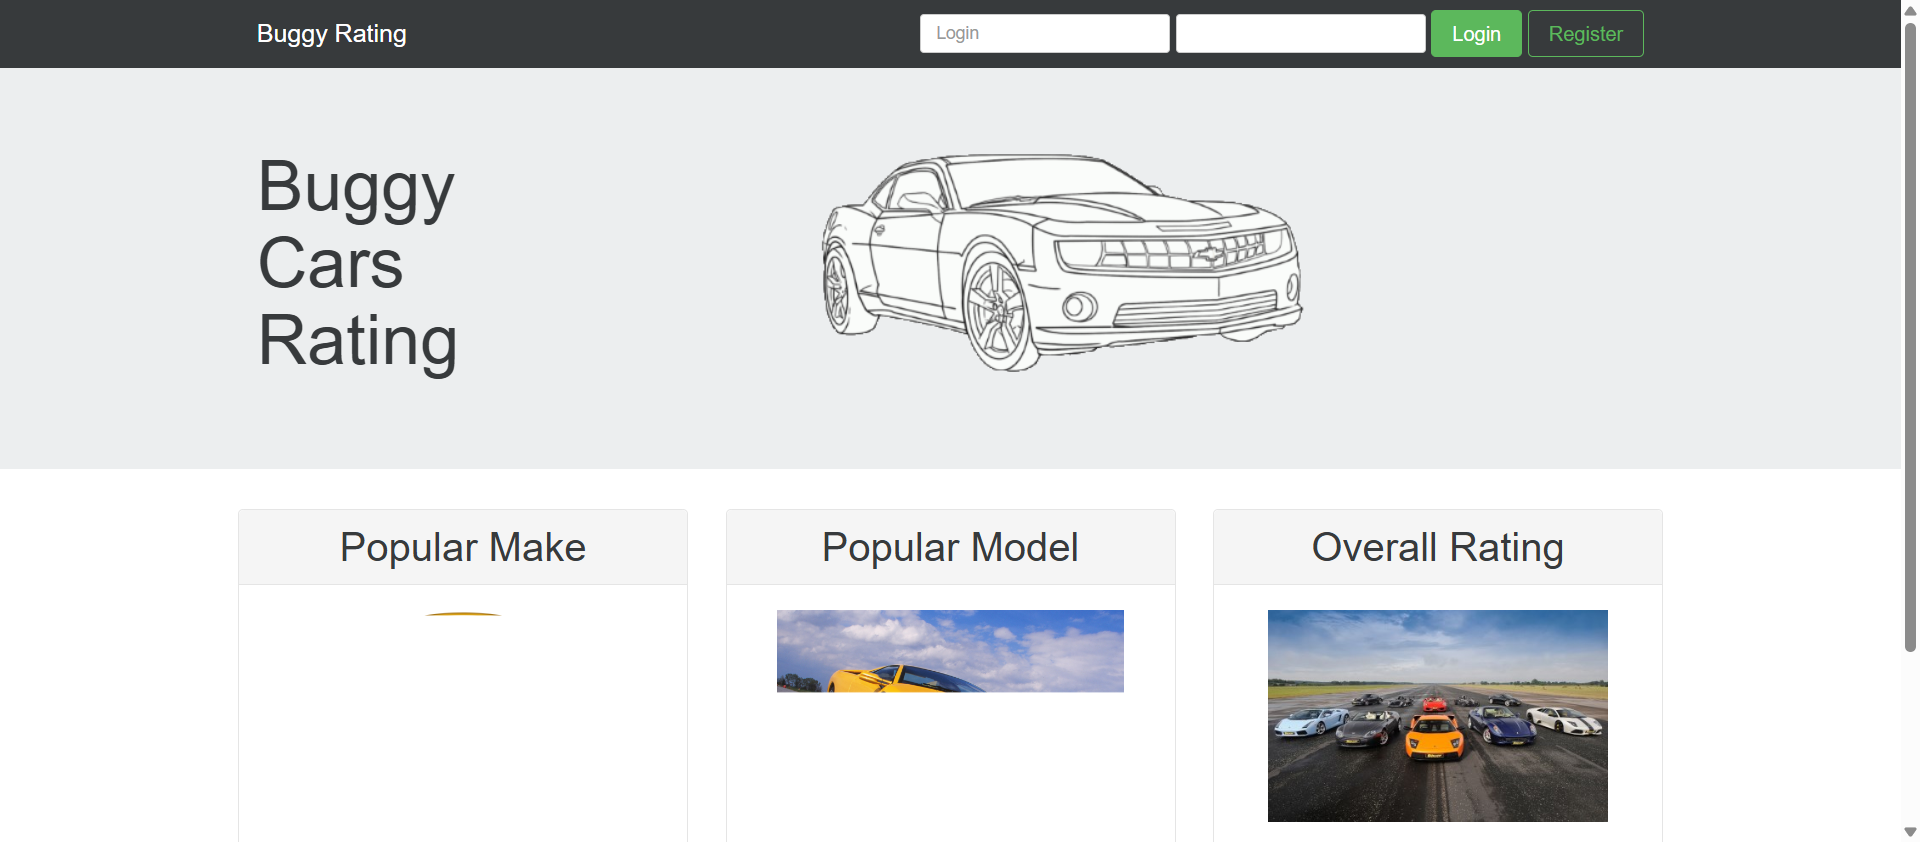 Buggy Rating
Login
Login
Register
Buggy
Cars
Rating
Popular Make
Popular Model
Overall Rating